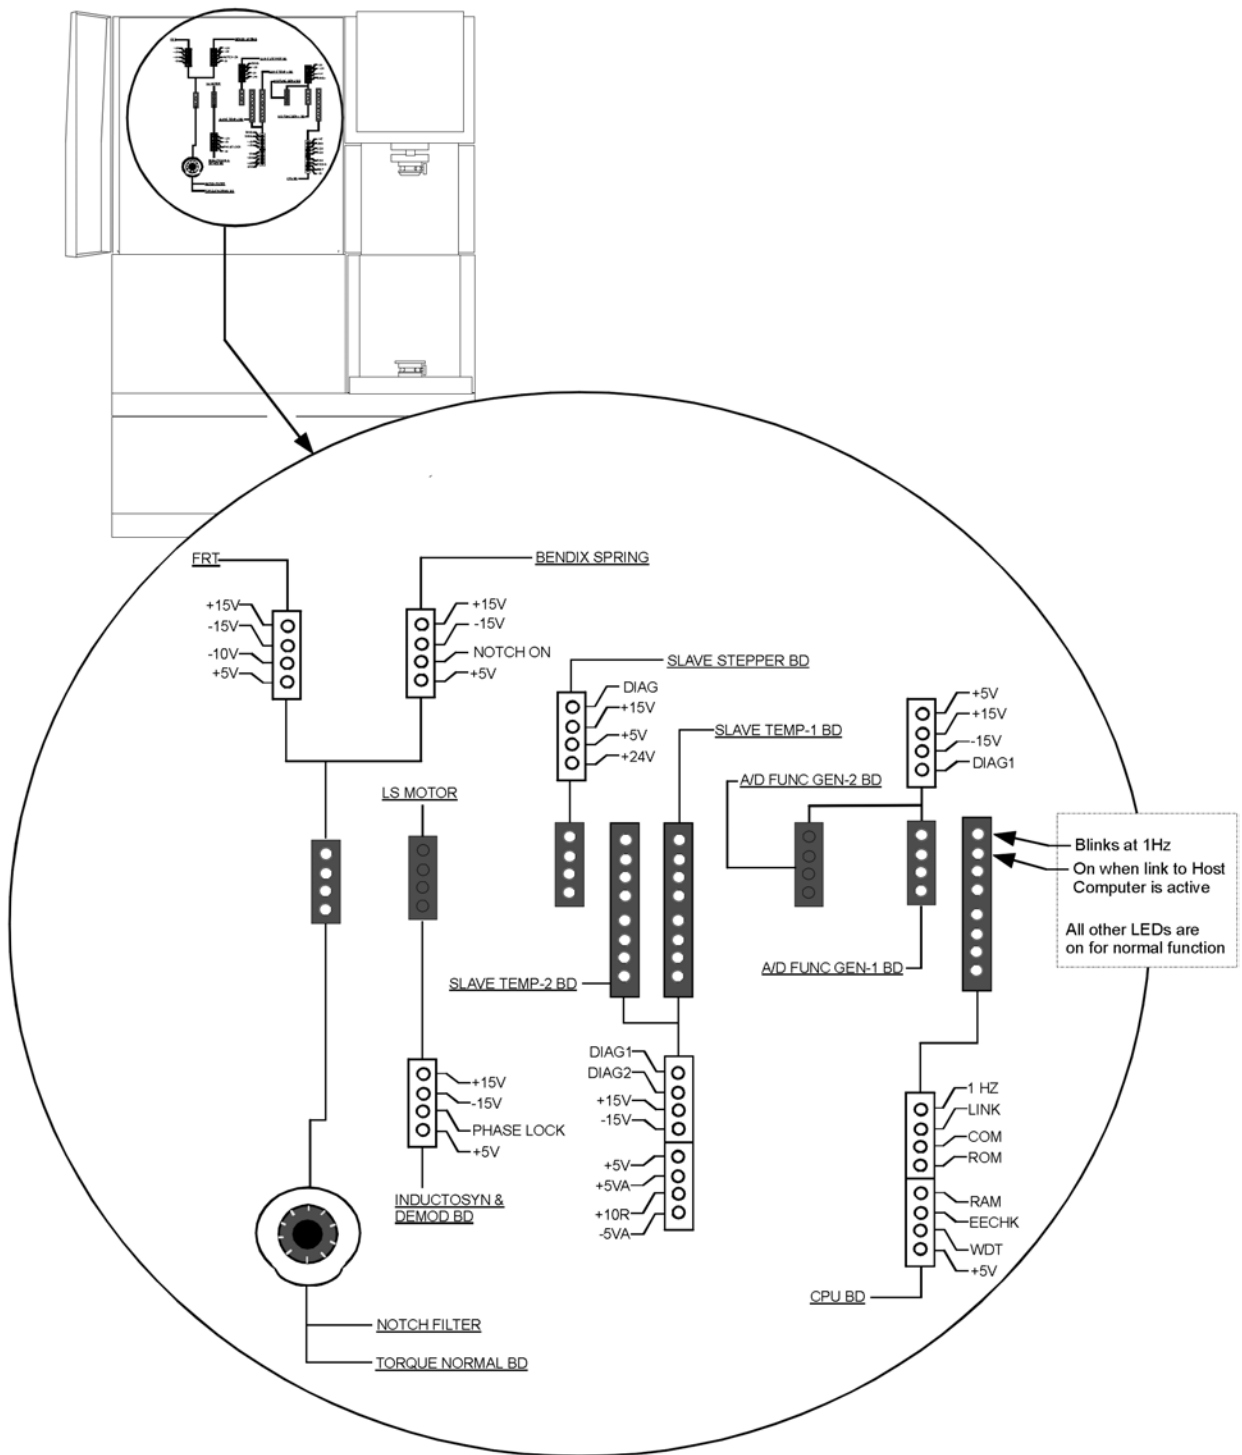 FRT
+15V
-15V
-10V
+5V
BENDIX SPRING
+15V
-15V
NOTCH ON
+5V
SLAVE STEPPER BD
DIAG
+15V
+5V
+24V
SLAVE TEMP-1 BD
A/D FUNC GEN-2 BD
+5V
+15V
-15V
DIAG1
LS MOTOR
Blinks at 1Hz
On when link to Host
Computer is active
All other LEDs are
on for normal function
A/D FUNC GEN-1 BD
SLAVE TEMP-2 BD
DIAG1
DIAG2
+15V
-15V
+5V
+5VA
+10R
-5VA
+15V
-15V
PHASE LOCK
+5V
INDUCTOSYN &
DEMOD BD
1 HZ
LINK
COM
ROM
RAM
EECHK
WDT
+5V
CPU BD
NOTCH FILTER
TORQUE NORMAL BD